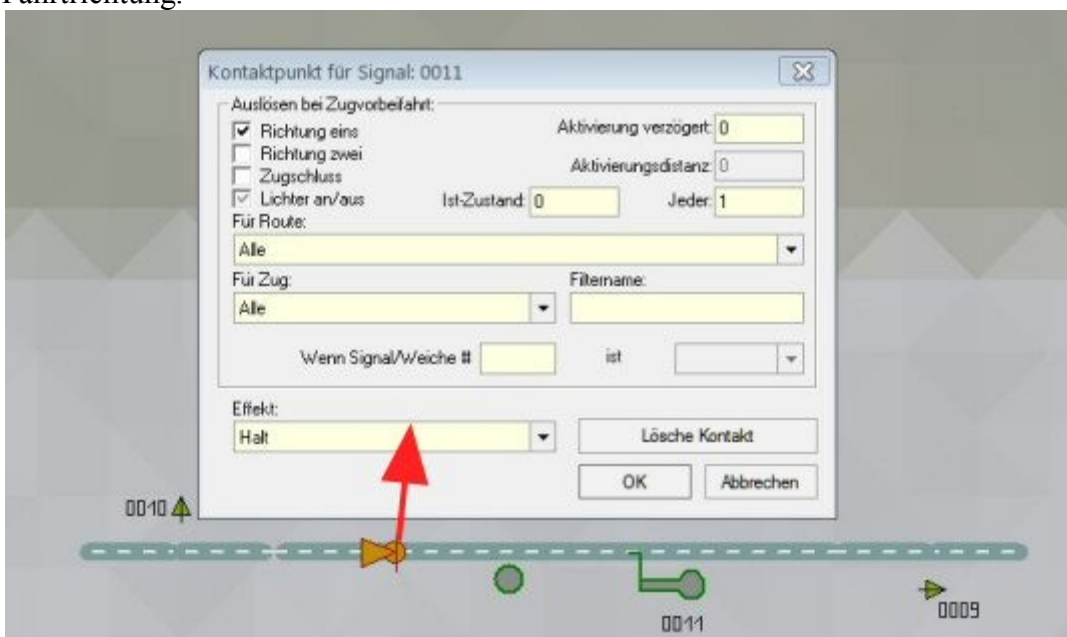 Fahrtrichtung.
Kontaktpunkt für Signal: 0011
Auslösen bei Zugvorbeifahrt:
Richtung eins
Aktivierung verzögert: 0
Richtung zwei
Aktivierungsdistanz: 0
Zugschluss
Lichter an/aus
Ist-Zustand: 0
Jeder: 1
Für Route:
Alle
Für Zug:
Filtername:
Alle
Wenn Signal/Weiche #
ist
Effekt:
Halt
Lösche Kontakt
OK
Abbrechen
0010
0011
0009